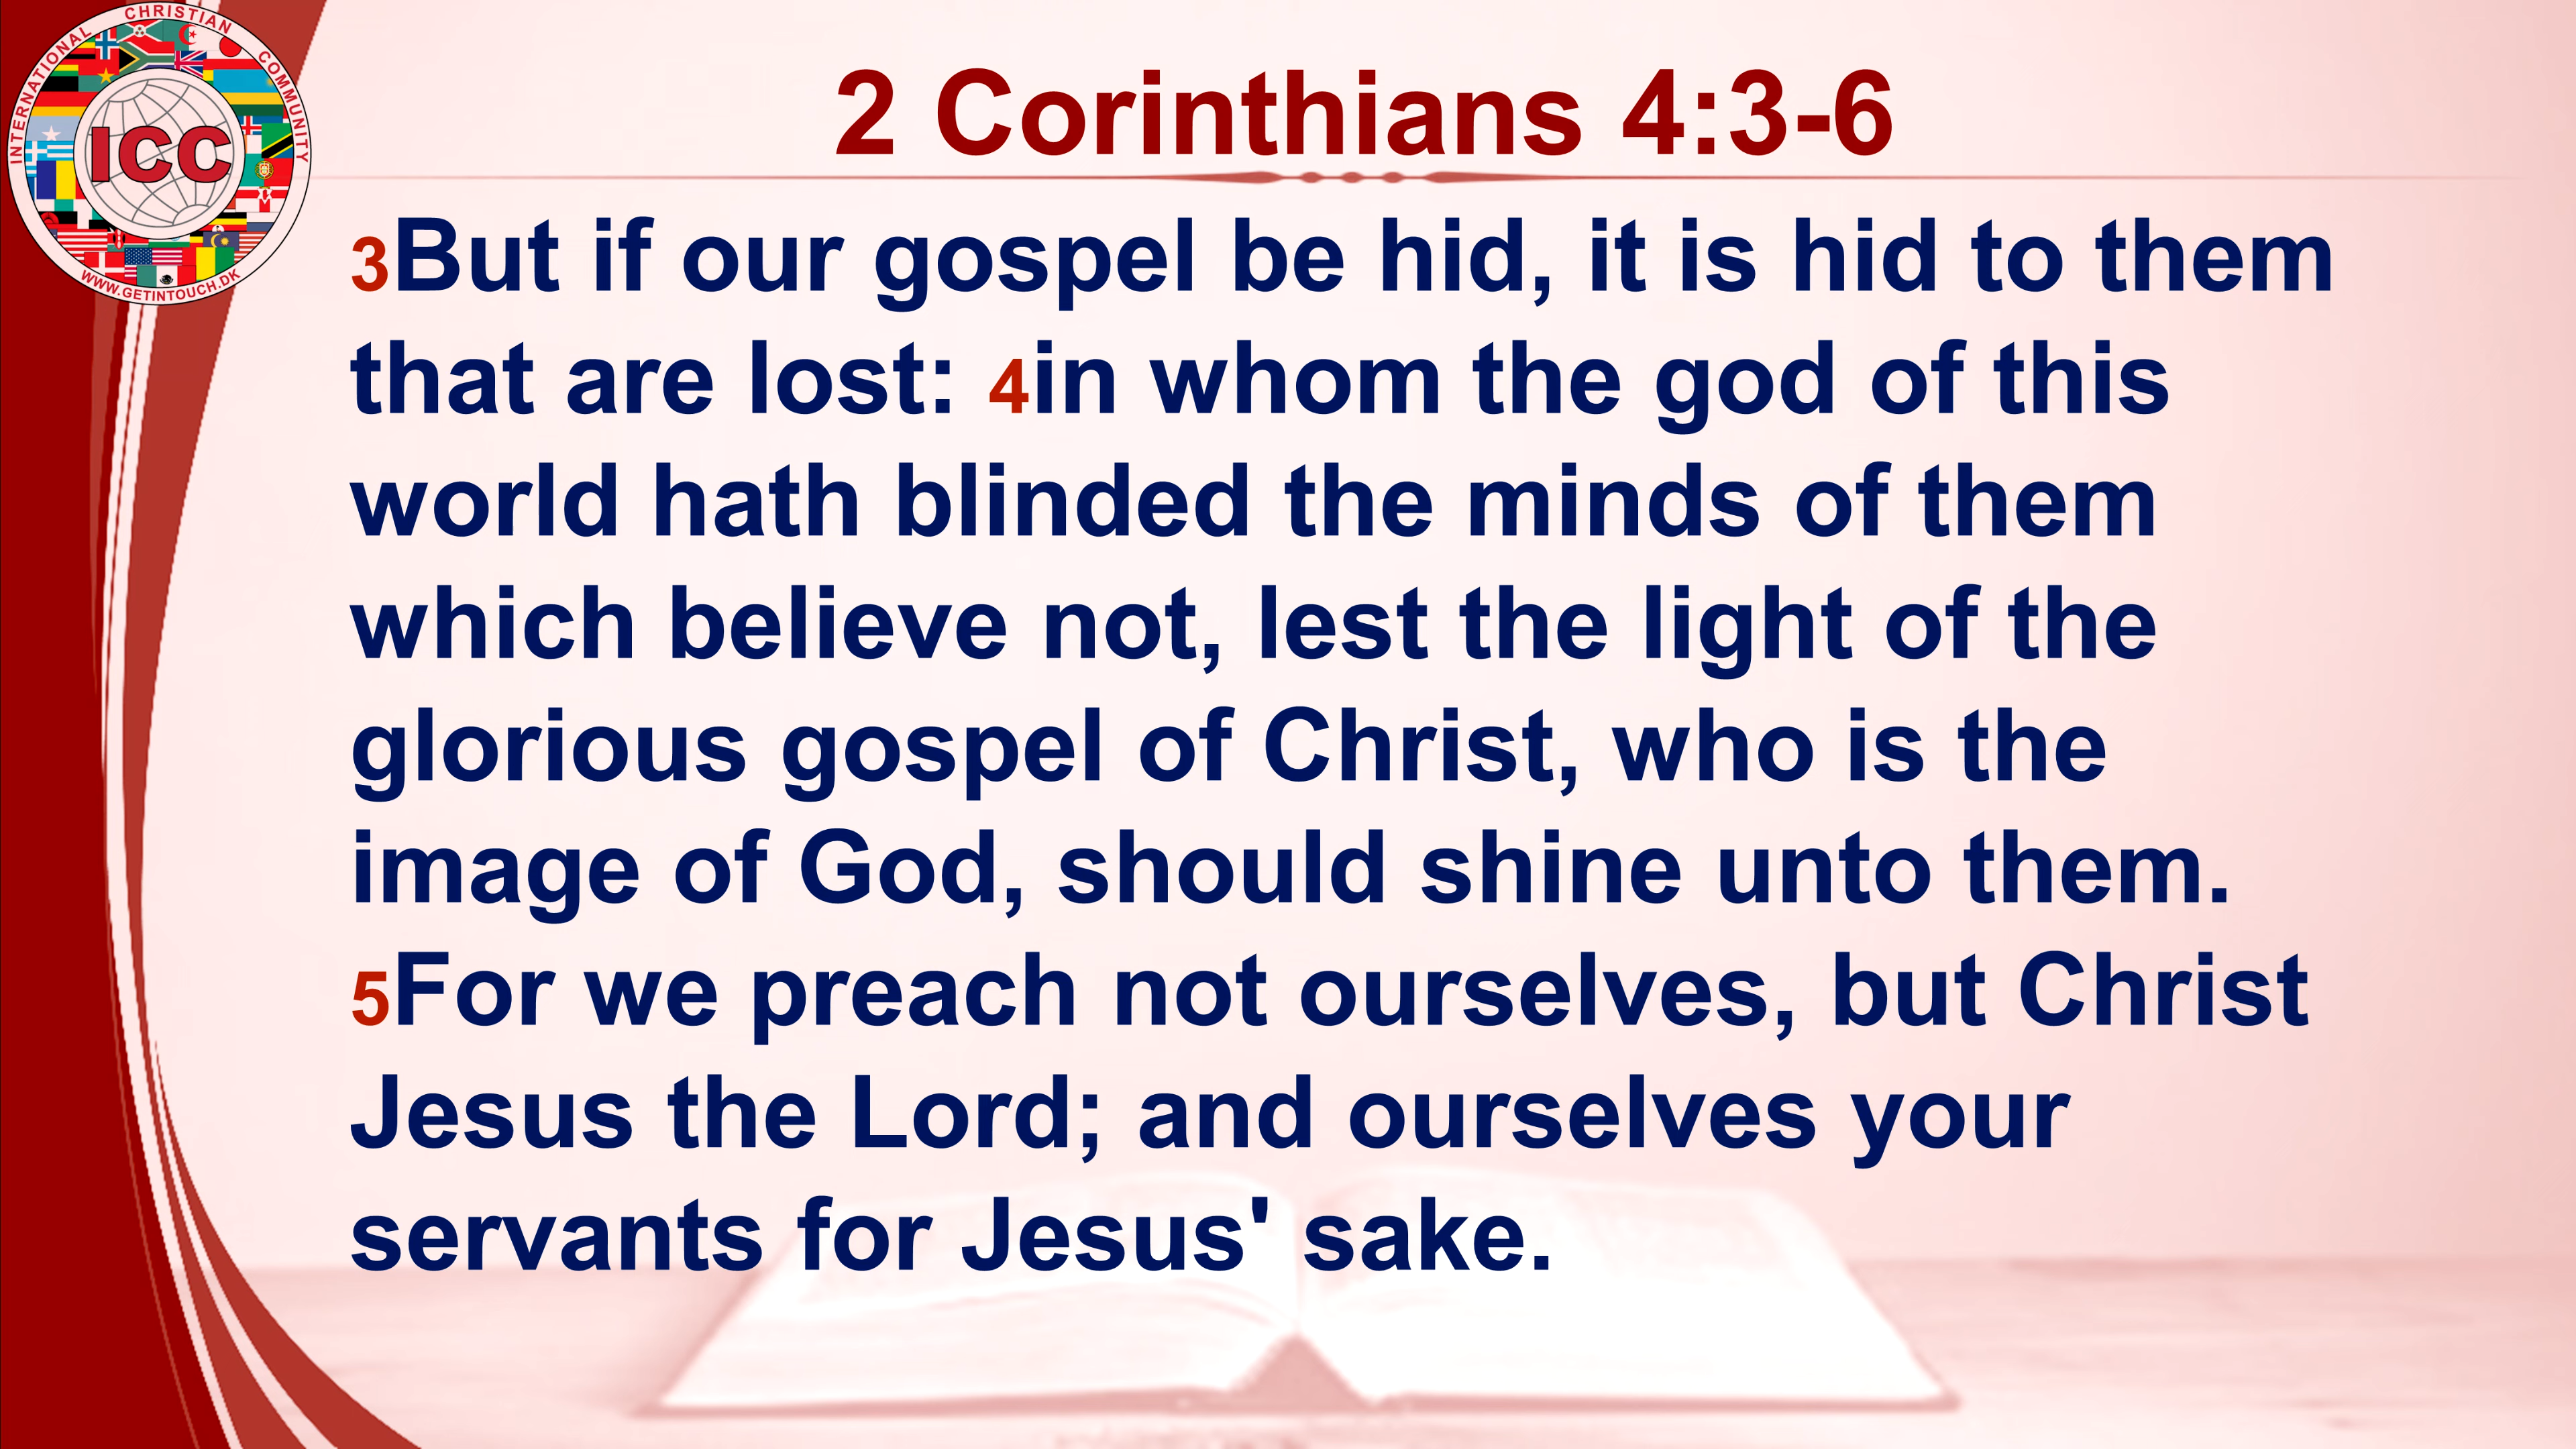 INTERNATIONAL CHRISTIAN COMMUNITY
ICC
WWW.GETINTOUCH.DK
2 Corinthians 4:3-6
3But if our gospel be hid, it is hid to them
that are lost: 4in whom the god of this
world hath blinded the minds of them
which believe not, lest the light of the
glorious gospel of Christ, who is the
image of God, should shine unto them.
5For we preach not ourselves, but Christ
Jesus the Lord; and ourselves your
servants for Jesus' sake.